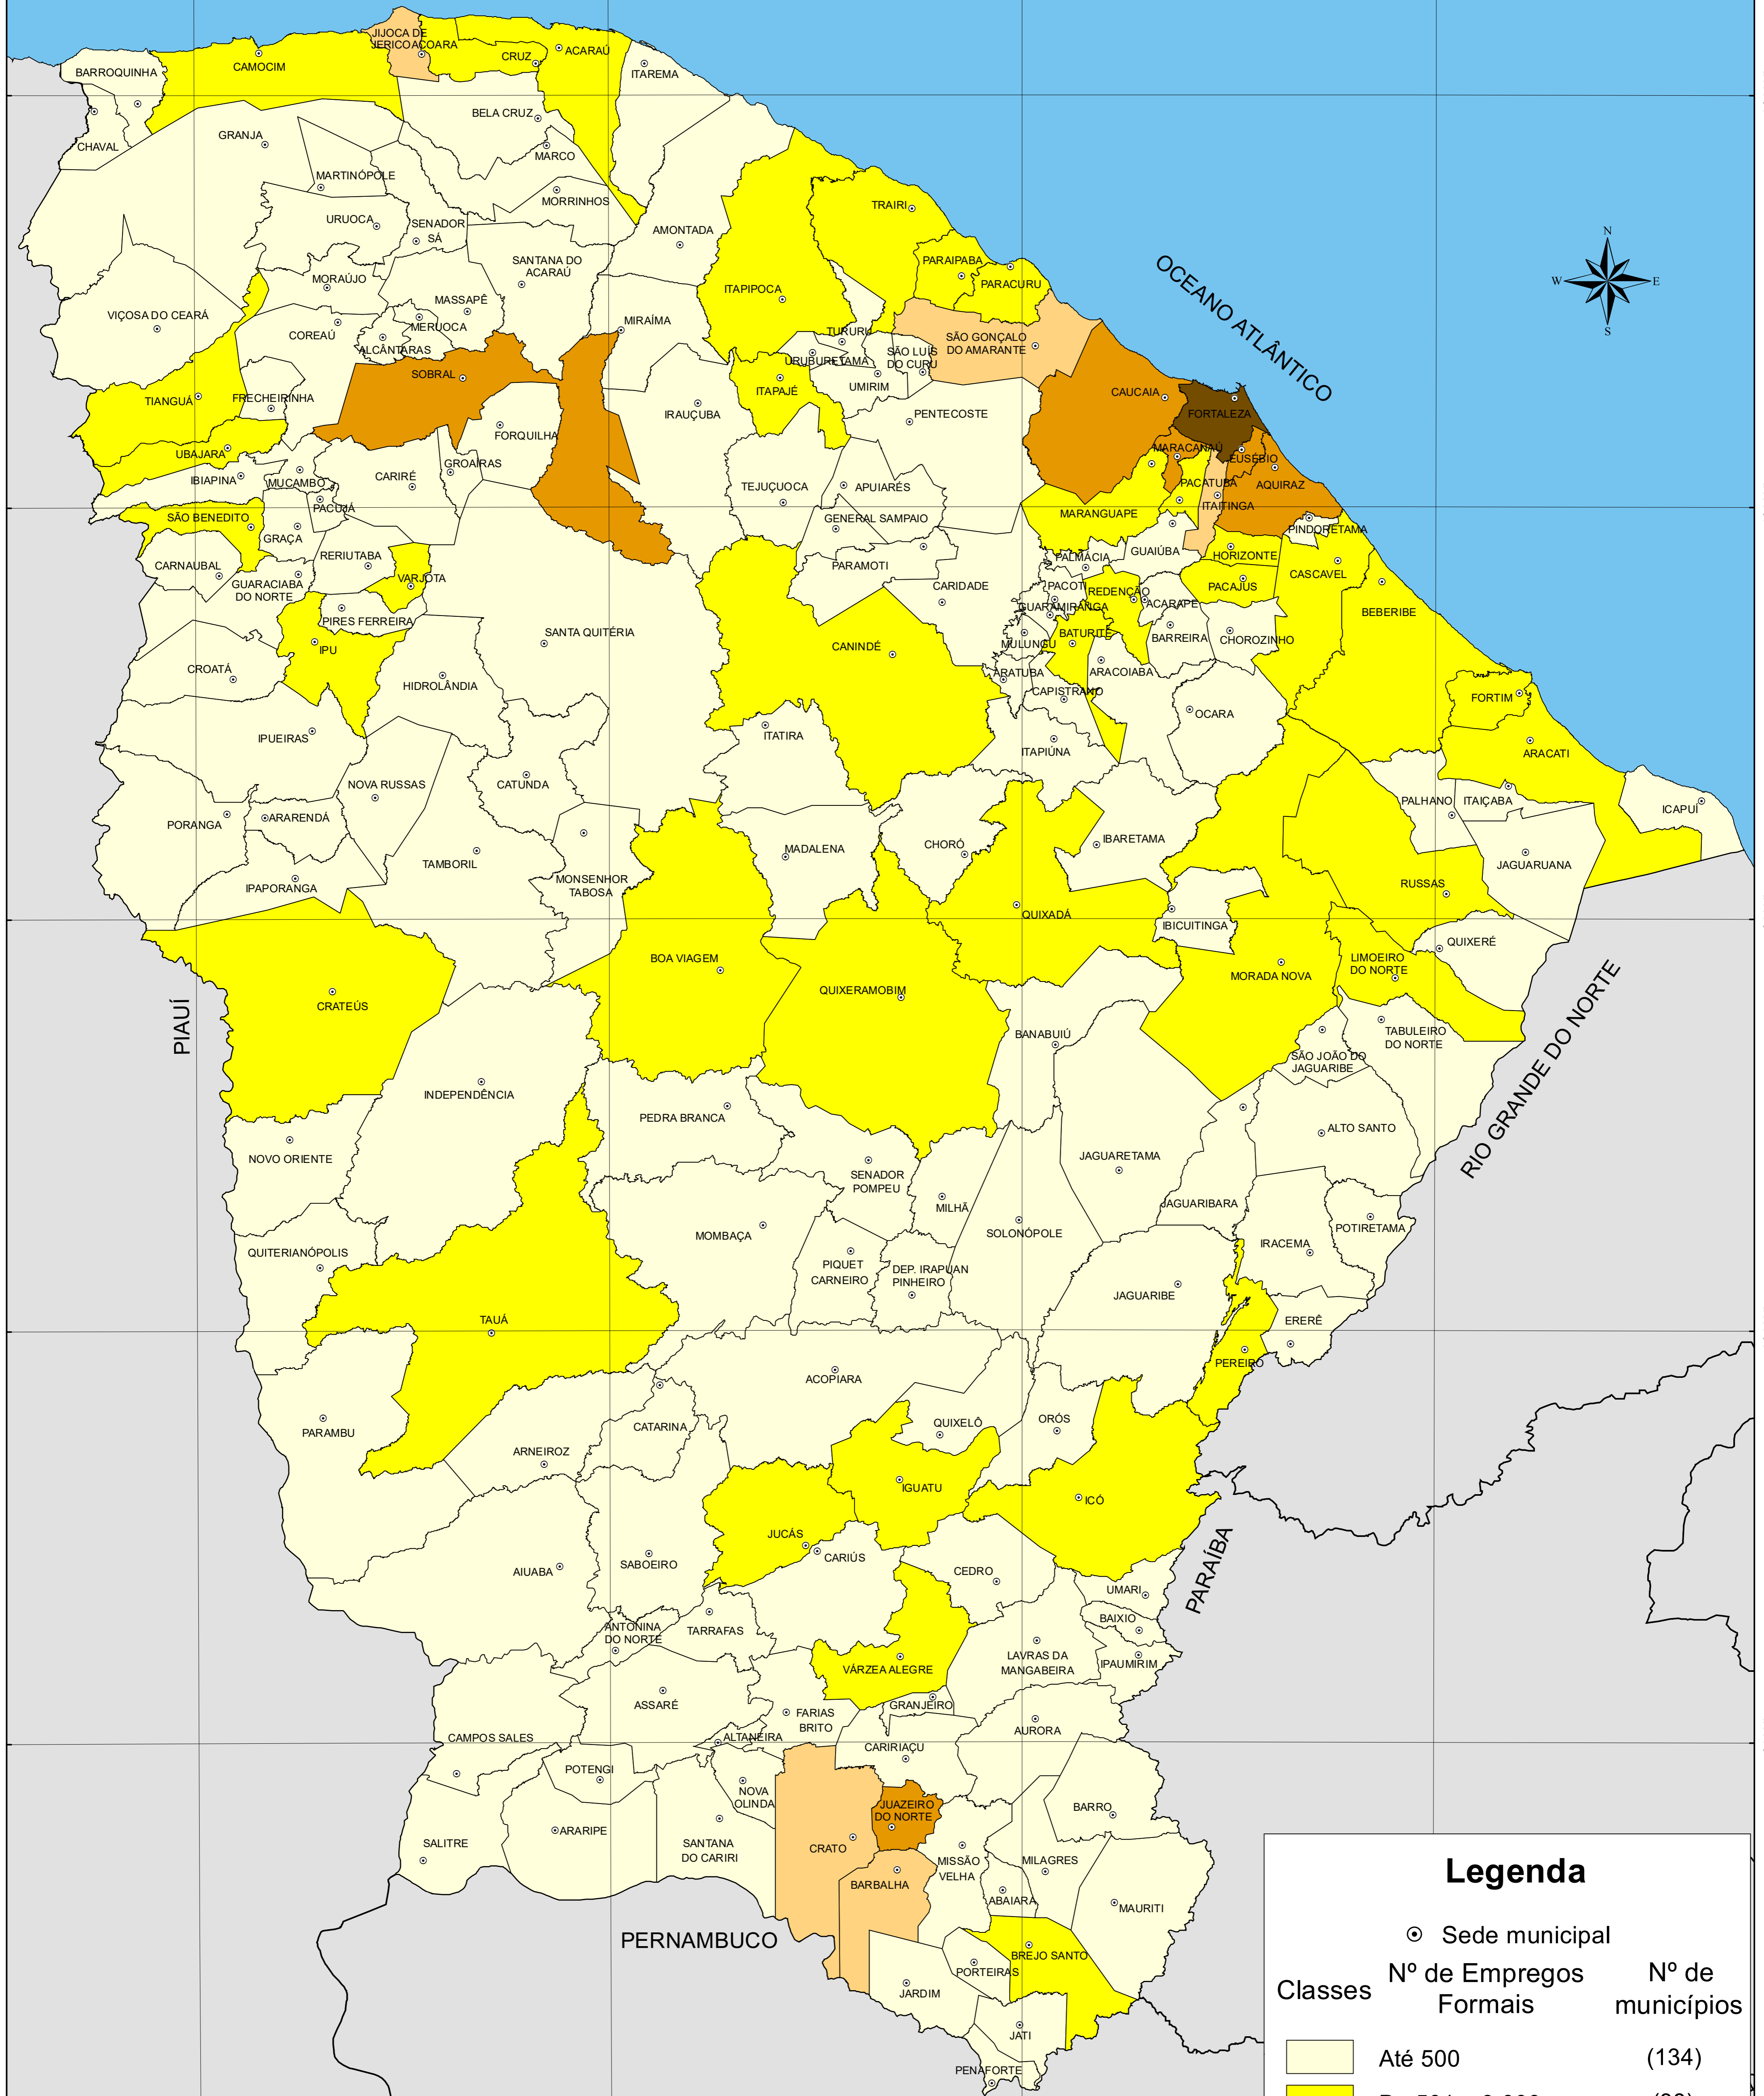 JIJOCA DE
JERICOACOARA
CRUZ
ACARAÚ
CAMOCIM
BARROQUINHA
ITAREMA
BELA CRUZ
GRANJA
CHAVAL
MARCO
MARTINÓPOLE
MORRINHOS
TRAIRI
URUOCA
SENADOR
SÁ
AMONTADA
N
W
E
S
SANTANA DO
ACARAÚ
PARAIPABA
PARACURU
OCEANO ATLÂNTICO
MORAÚJO
ITAPIPOCA
MASSAPÊ
VIÇOSA DO CEARÁ
MIRAÍMA
COREAÚ
MERUOCA
TURURU
SÃO GONÇALO
DO AMARANTE
ALCÂNTARAS
URUBURETAMA
SÃO LUÍS
DO CURU
SOBRAL
UMIRIM
TIANGUÁ
FRECHEIRINHA
ITAPAJÉ
CAUCAIA
IRAUÇUBA
PENTECOSTE
FORTALEZA
FORQUILHA
MARACANAÚ
UBAJARA
GROAÍRAS
EUSÉBIO
IBIAPINA
MUCAMBO
CARIRÉ
TEJUÇUOCA
APUIARÉS
PACATUBA
AQUIRAZ
PACUJÁ
ITAITINGA
SÃO BENEDITO
GENERAL SAMPAIO
MARANGUAPE
PINDORETAMA
GRAÇA
RERIUTABA
GUAIÚBA
HORIZONTE
CARNAUBAL
PARAMOTI
PALMÁCIA
VARJOTA
CASCAVEL
GUARACIABA
DO NORTE
CARIDADE
PACOTI
REDENÇÃO
PACAJUS
GUARAMIRANGA
ACARAPE
BEBERIBE
PIRES FERREIRA
SANTA QUITÉRIA
BATURITÉ
BARREIRA
CHOROZINHO
IPU
CANINDÉ
MULUNGU
CROATÁ
ARATUBA
ARACOIABA
HIDROLÂNDIA
CAPISTRANO
FORTIM
OCARA
IPUEIRAS
ITATIRA
ITAPIÚNA
ARACATI
NOVA RUSSAS
CATUNDA
PALHANO
ITAIÇABA
ICAPUÍ
PORANGA
ARARENDÁ
IBARETAMA
CHORÓ
MADALENA
TAMBORIL
JAGUARUANA
IPAPORANGA
MONSENHOR
TABOSA
RUSSAS
QUIXADÁ
IBICUITINGA
QUIXERÉ
BOA VIAGEM
LIMOEIRO
DO NORTE
MORADA NOVA
QUIXERAMOBIM
CRATEÚS
PIAUÍ
BANABUIÚ
TABULEIRO
DO NORTE
SÃO JOÃO DO
JAGUARIBE
RIO GRANDE DO NORTE
INDEPENDÊNCIA
PEDRA BRANCA
ALTO SANTO
NOVO ORIENTE
JAGUARETAMA
SENADOR
POMPEU
MILHÃ
JAGUARIBARA
POTIRETAMA
MOMBAÇA
SOLONÓPOLE
IRACEMA
QUITERIANÓPOLIS
PIQUET
CARNEIRO
DEP. IRAPUAN
PINHEIRO
JAGUARIBE
TAUÁ
ERERÊ
PEREIRO
ACOPIARA
CATARINA
QUIXELÔ
ORÓS
PARAMBU
ARNEIROZ
IGUATU
ICÓ
JUCÁS
CARIÚS
PARAÍBA
AIUABA
SABOEIRO
CEDRO
UMARI
BAIXIO
ANTONINA
DO NORTE
TARRAFAS
LAVRAS DA
MANGABEIRA
IPAUMIRIM
VÁRZEA ALEGRE
ASSARÉ
GRANJEIRO
FARIAS
BRITO
AURORA
CAMPOS SALES
ALTANEIRA
CARIRIAÇU
POTENGI
NOVA
OLINDA
JUAZEIRO
DO NORTE
BARRO
ARARIPE
SALITRE
SANTANA
DO CARIRI
CRATO
MISSÃO
VELHA
MILAGRES
BARBALHA
ABAIARA
MAURITI
PERNAMBUCO
BREJO SANTO
PORTEIRAS
JARDIM
JATI
PENAFORTE
Legenda
Sede municipal
Classes
Nº de Empregos
Formais
Nº de
municípios
Até 500
(134)